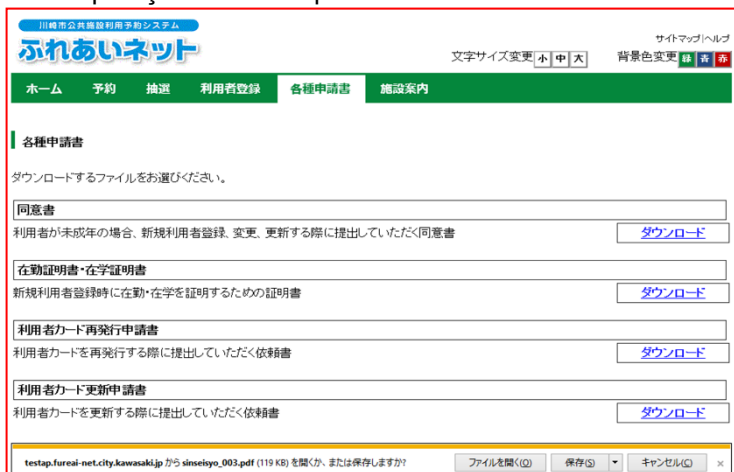 川崎市公共施設利用予約システム
ふれあいネット
サイトマップ|ヘルプ
文字サイズ変更 小 中 大 背景色変更 緑 青 赤
ホーム 予約 抽選 利用者登録 各種申請書 施設案内
各種申請書
ダウンロードするファイルをお選びください。
同意書
利用者が未成年の場合、新規利用者登録、変更、更新する際に提出していただく同意書 ダウンロード
在勤証明書・在学証明書
新規利用者登録時に在勤・在学を証明するための証明書 ダウンロード
利用者カード再発行申請書
利用者カードを再発行する際に提出していただく依頼書 ダウンロード
利用者カード更新申請書
利用者カードを更新する際に提出していただく依頼書 ダウンロード
testap.fureai-net.city.kawasaki.jp から sinseisyo_003.pdf (119 KB) を開くか、または保存しますか? ファイルを開く(O) 保存(S) ▼ キャンセル(C) ×